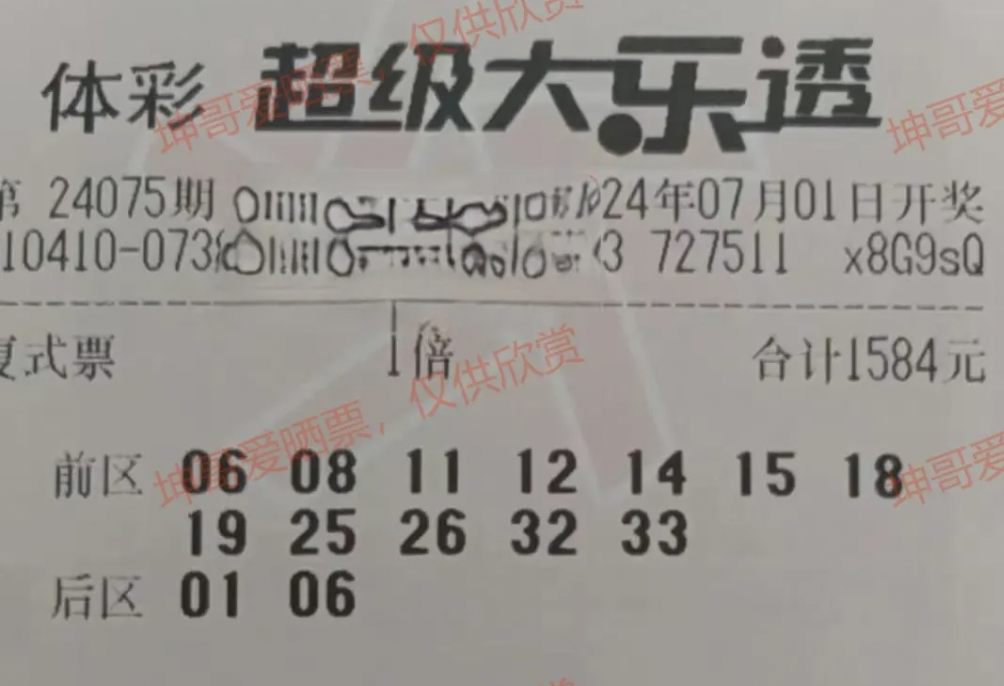 体彩 超级大乐透
第 24075期 24年07月01日开奖
10410-073 3 727511 x8G9sQ
复式票 1倍 合计1584元
前区 06 08 11 12 14 15 18
19 25 26 32 33
后区 01 06
坤哥爱晒票，仅供欣赏
坤哥爱
坤哥爱晒票，仅供欣赏
坤哥爱